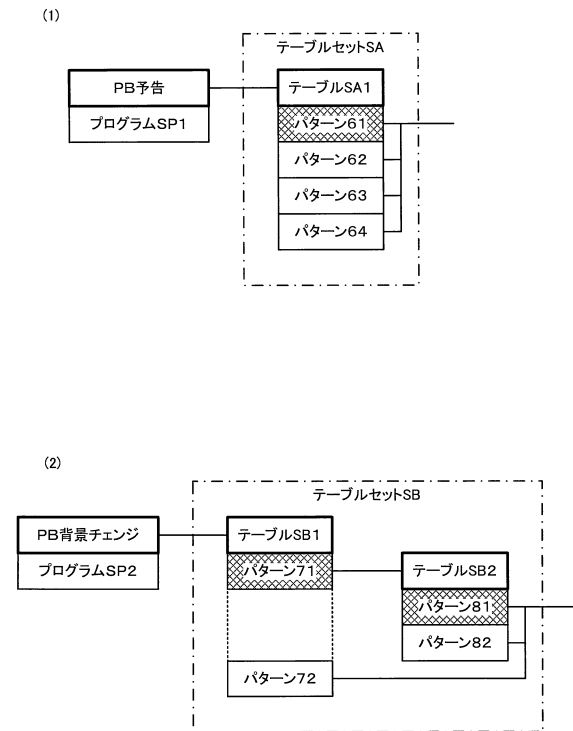 (1)
テーブルセットSA
PB予告
テーブルSA1
プログラムSP1
パターン61
パターン62
パターン63
パターン64
(2)
テーブルセットSB
PB背景チェンジ
テーブルSB1
プログラムSP2
パターン71
テーブルSB2
パターン81
パターン82
パターン72